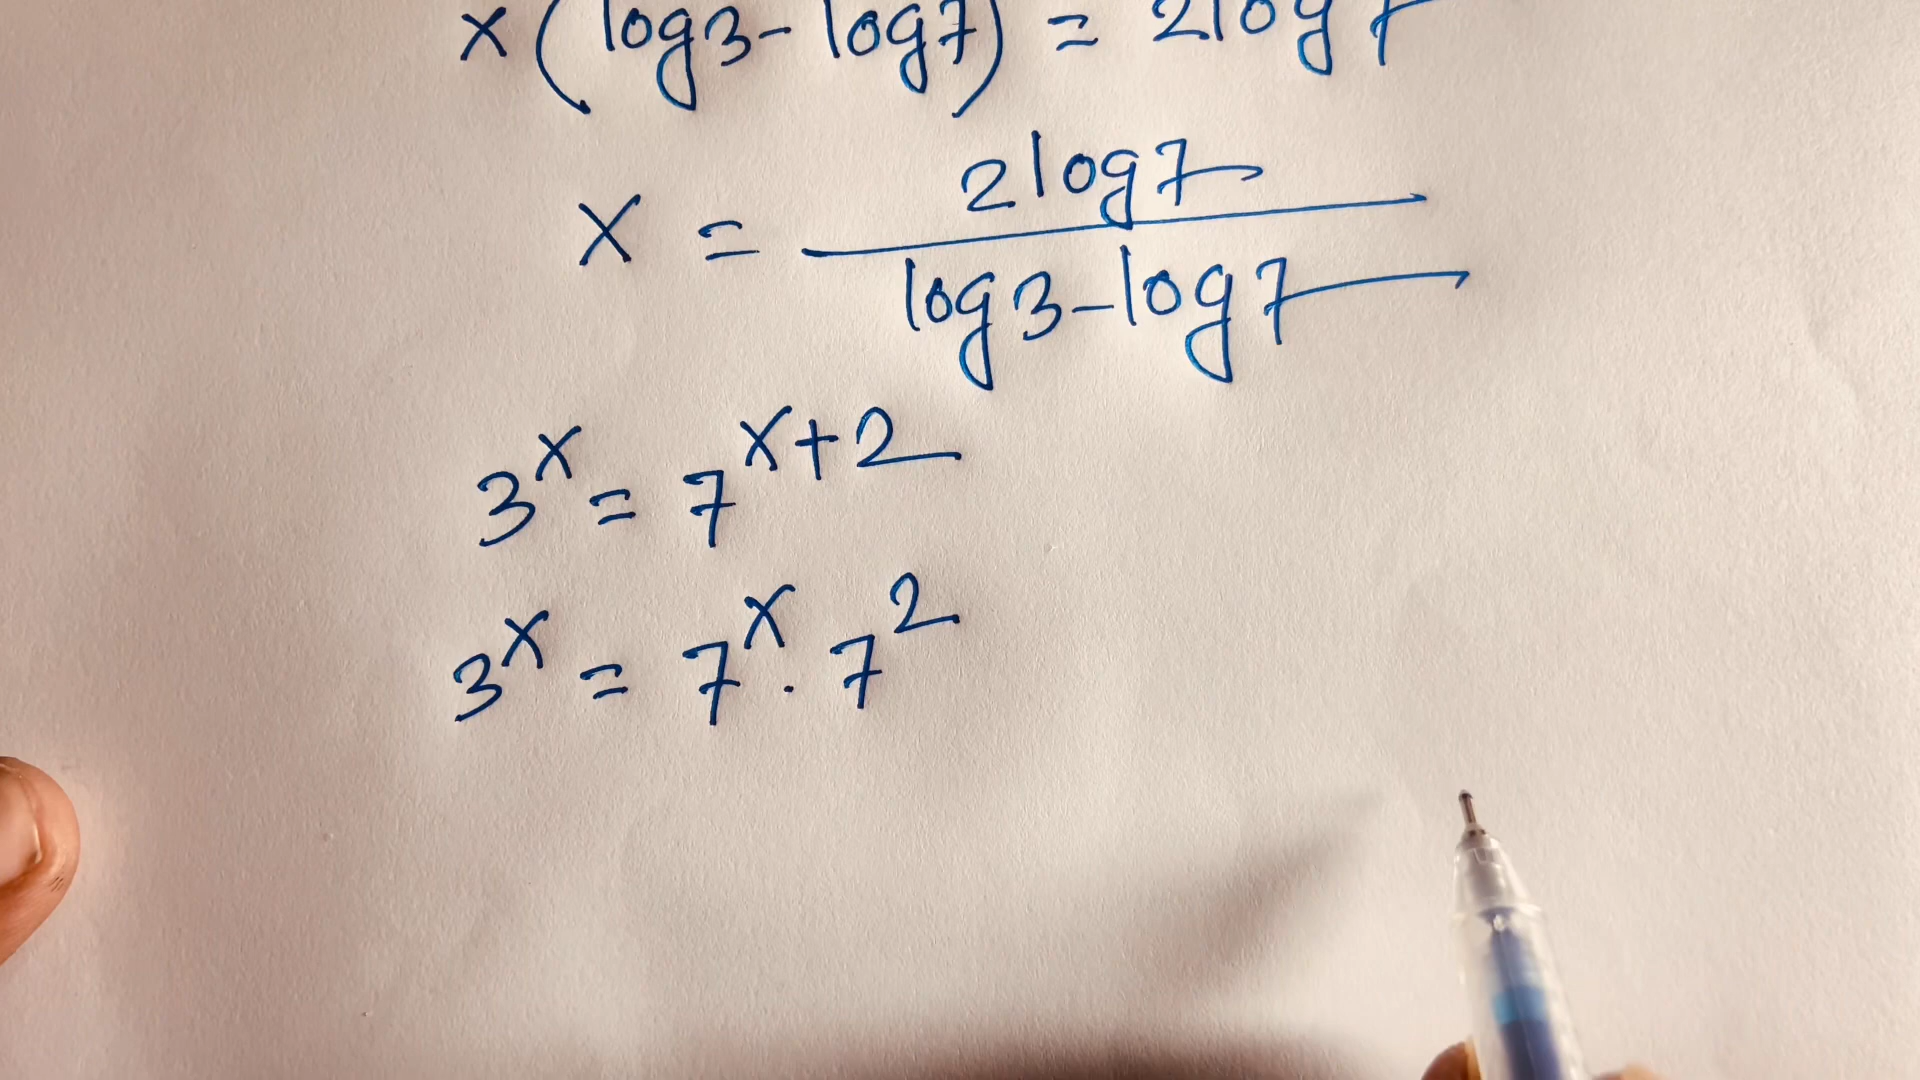 x(log3-log7) = 2log7
x = 2log7 / log3-log7
3^x = 7^x+2
3^x = 7^x . 7^2